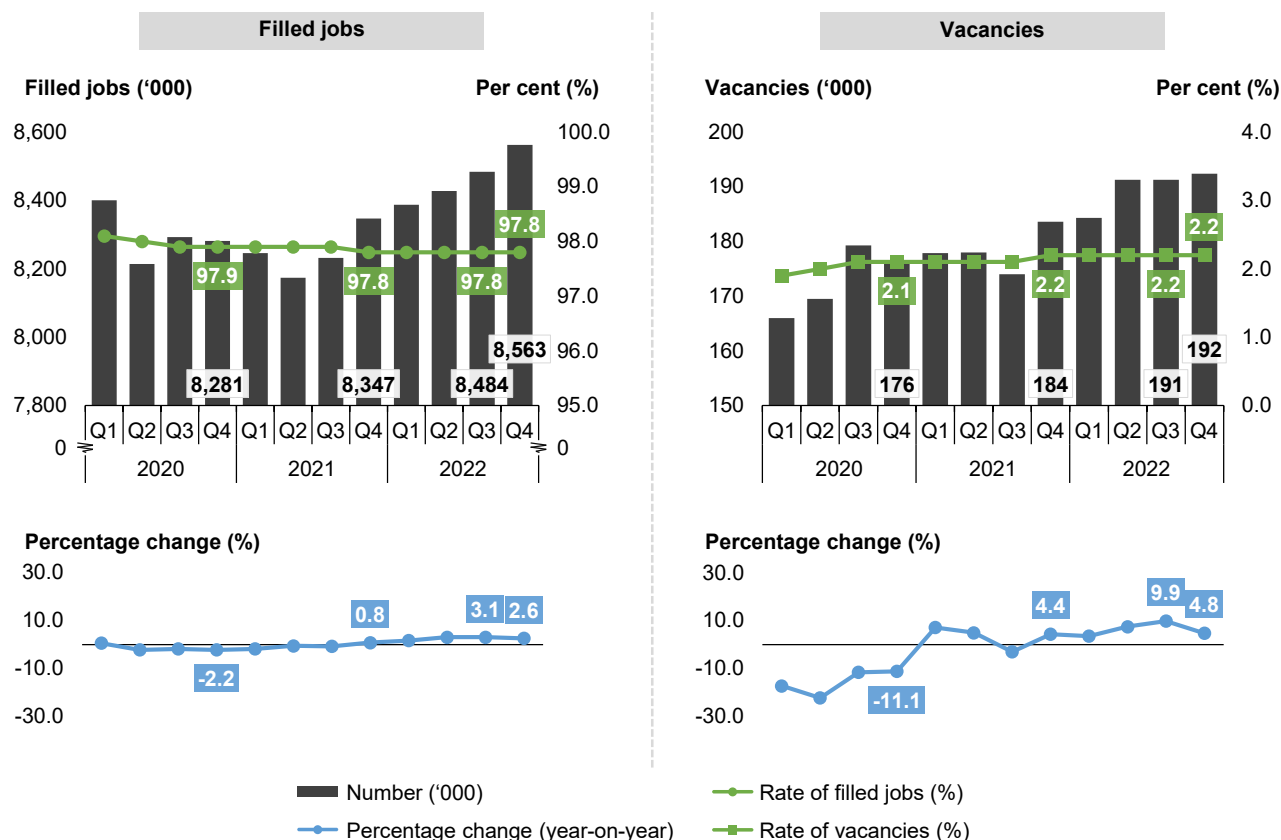 Filled jobs
Filled jobs (‘000) Per cent (%)
8,600 100.0
8,400 99.0
8,200 98.0
8,000 97.0
96.0
7,800 95.0
0 0
97.9 97.8 97.8 97.8
8,281 8,347 8,484 8,563
Q1 Q2 Q3 Q4 Q1 Q2 Q3 Q4 Q1 Q2 Q3 Q4
2020 2021 2022
Percentage change (%)
30.0
10.0
-10.0
-30.0
-2.2 0.8 3.1 2.6
Vacancies
Vacancies (‘000) Per cent (%)
200 4.0
190 3.0
180 2.0
170 1.0
160
150 0.0
2.1 2.2 2.2 2.2
176 184 191 192
Q1 Q2 Q3 Q4 Q1 Q2 Q3 Q4 Q1 Q2 Q3 Q4
2020 2021 2022
Percentage change (%)
30.0
10.0
-10.0
-30.0
-11.1 4.4 9.9 4.8
Number (‘000)
Rate of filled jobs (%)
Percentage change (year-on-year)
Rate of vacancies (%)